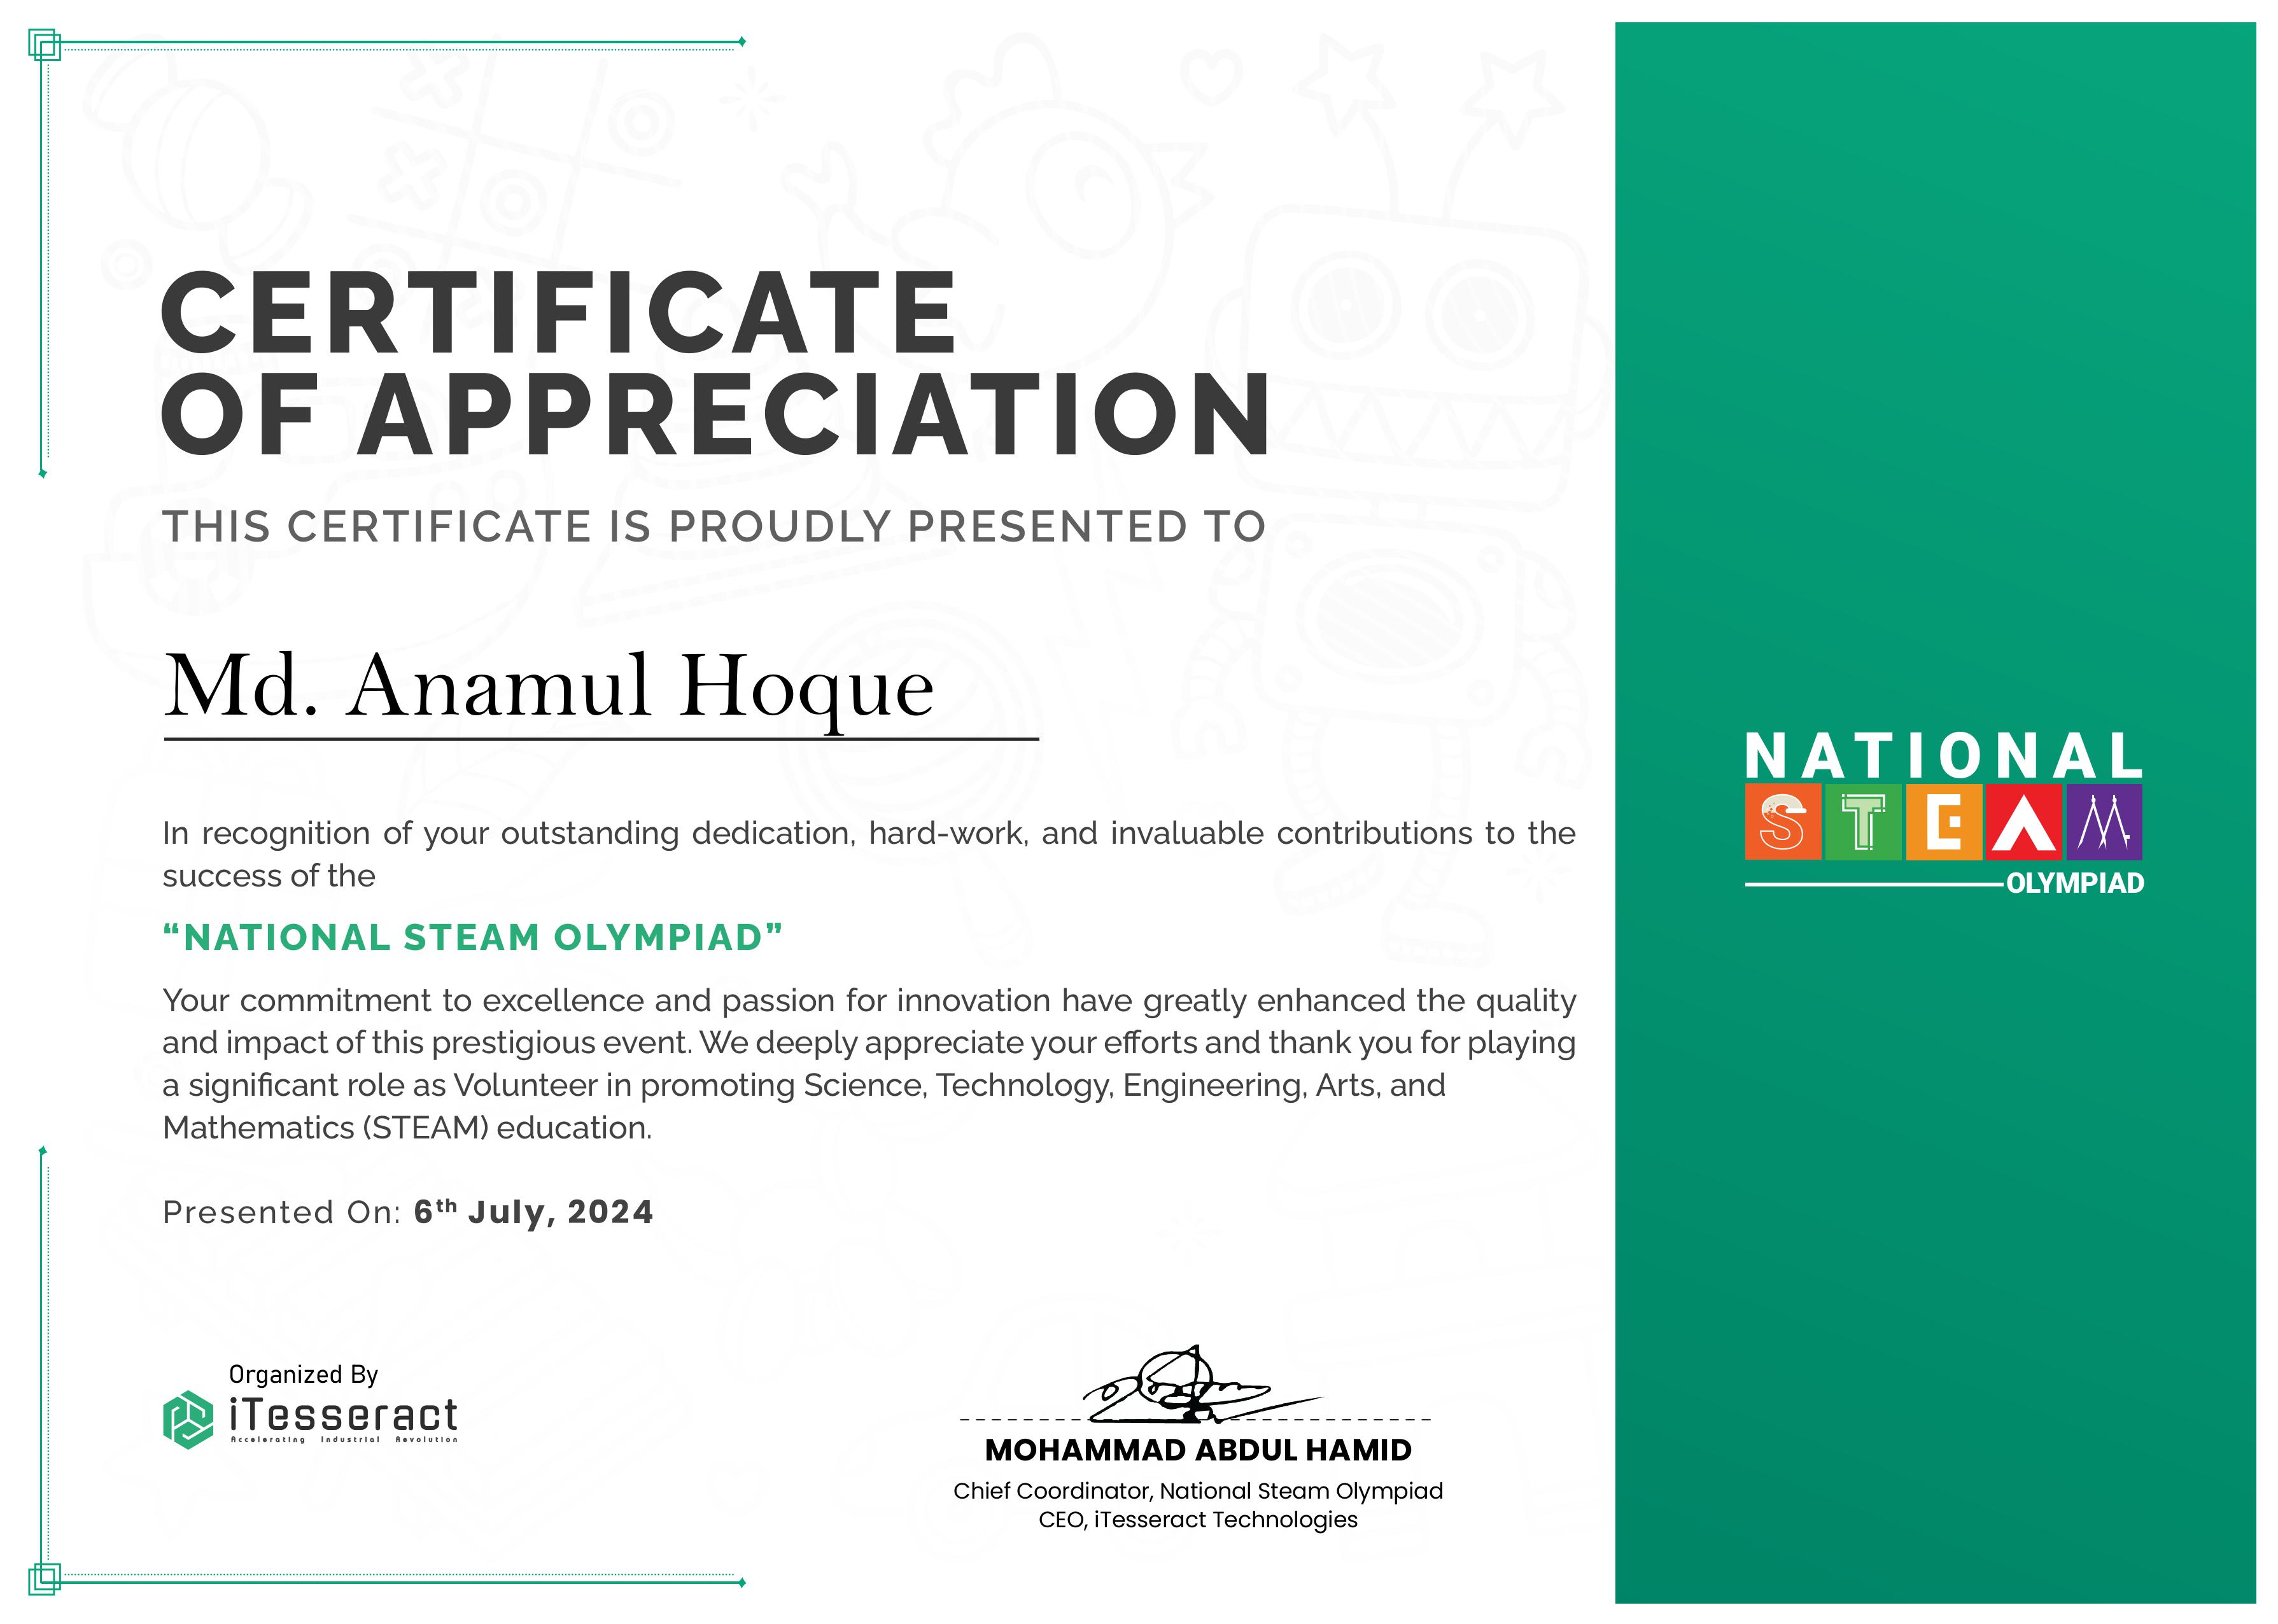 CERTIFICATE
OF APPRECIATION
THIS CERTIFICATE IS PROUDLY PRESENTED TO
Md. Anamul Hoque
In recognition of your outstanding dedication, hard-work, and invaluable contributions to the
success of the
“NATIONAL STEAM OLYMPIAD”
Your commitment to excellence and passion for innovation have greatly enhanced the quality
and impact of this prestigious event. We deeply appreciate your efforts and thank you for playing
a significant role as Volunteer in promoting Science, Technology, Engineering, Arts, and
Mathematics (STEAM) education.
Presented On: 6th July, 2024
Organized By
iTesseract
Accelerating Industrial Revolution
MOHAMMAD ABDUL HAMID
Chief Coordinator, National Steam Olympiad
CEO, iTesseract Technologies
NATIONAL
STEAM
OLYMPIAD